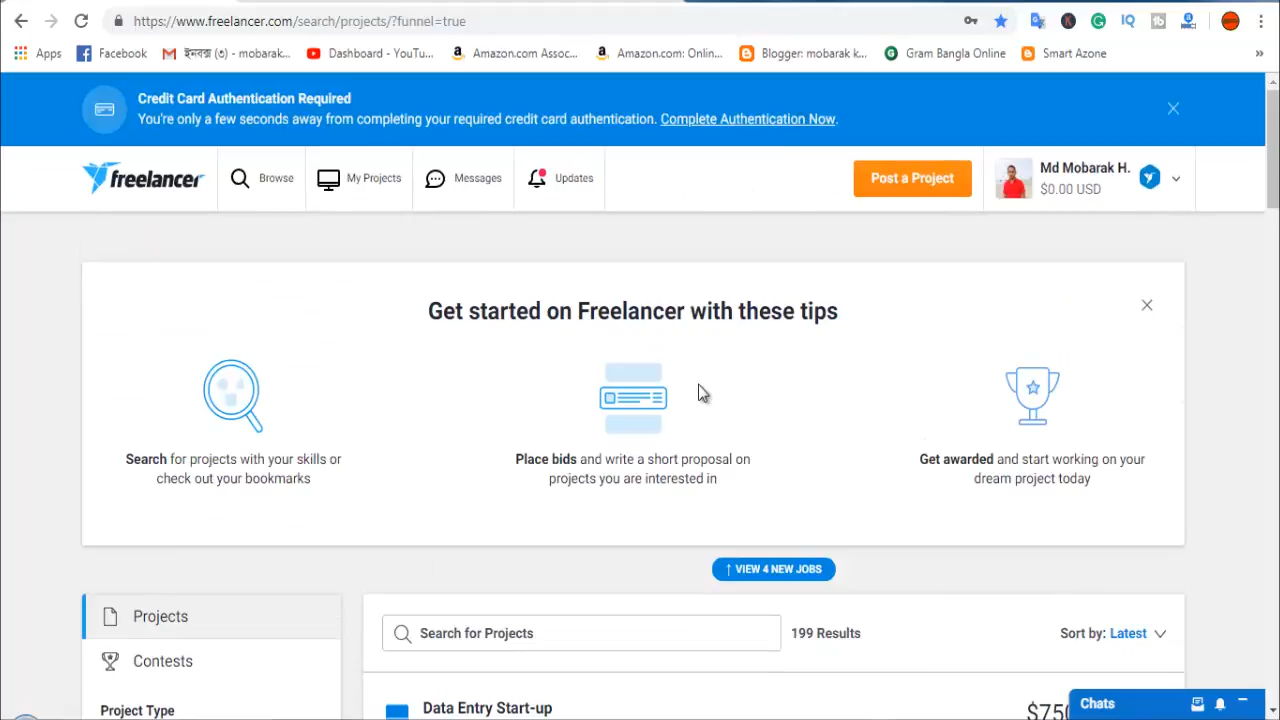 https://www.freelancer.com/search/projects/?funnel=true
Apps
Facebook
ইনবক্স (৩) - mobarak...
Dashboard - YouTu...
Amazon.com Assoc...
Amazon.com: Onlin...
Blogger: mobarak k...
Gram Bangla Online
Smart Azone
»
Credit Card Authentication Required
You're only a few seconds away from completing your required credit card authentication. Complete Authentication Now.
freelancer
Browse
My Projects
Messages
Updates
Post a Project
Md Mobarak H.
$0.00 USD
Get started on Freelancer with these tips
Search for projects with your skills or
check out your bookmarks
Place bids and write a short proposal on
projects you are interested in
Get awarded and start working on your
dream project today
↑ VIEW 4 NEW JOBS
Projects
Contests
Project Type
Search for Projects
199 Results
Sort by: Latest
Data Entry Start-up
Chats